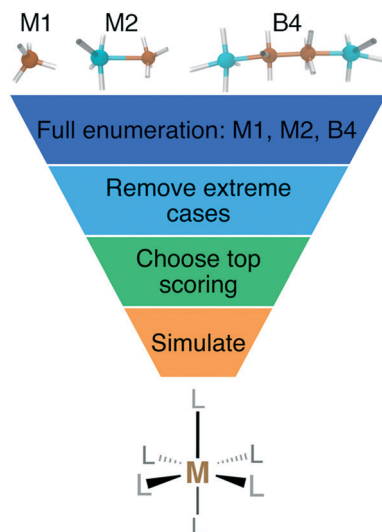 M1 M2 B4
Full enumeration: M1, M2, B4
Remove extreme
cases
Choose top
scoring
Simulate
L
L L
M
L L
L